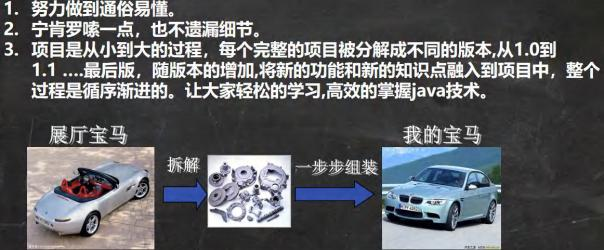 1. 努力做到通俗易懂。
2. 宁肯罗嗦一点，也不遗漏细节。
3. 项目是从小到大的过程，每个完整的项目被分解成不同的版本,从1.0到
1.1 ….最后版，随版本的增加,将新的功能和新的知识点融入到项目中，整个
过程是循序渐进的。让大家轻松的学习,高效的掌握java技术。
展厅宝马
我的宝马
拆解
一步步组装